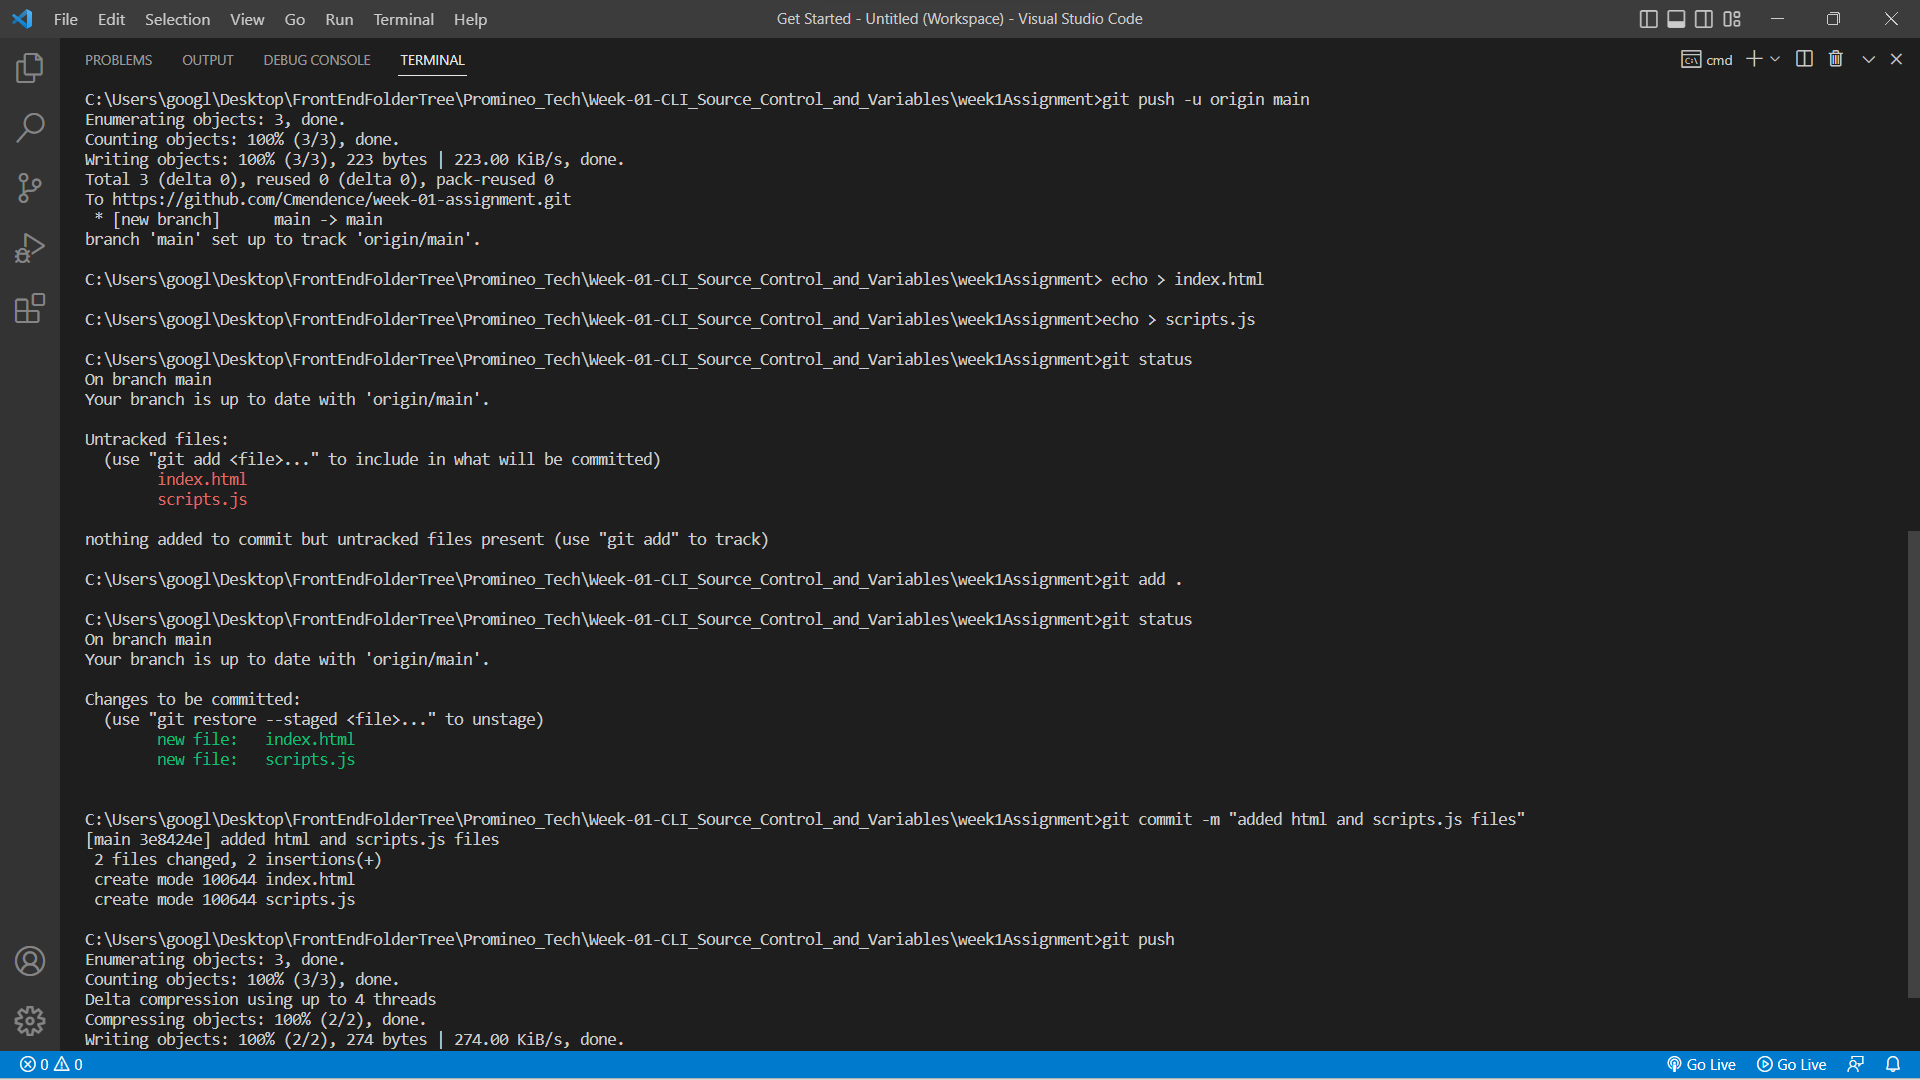 File Edit Selection View Go Run Terminal Help
Get Started - Untitled (Workspace) - Visual Studio Code
PROBLEMS OUTPUT DEBUG CONSOLE TERMINAL
cmd
C:\Users\googl\Desktop\FrontEndFolderTree\Promineo_Tech\Week-01-CLI_Source_Control_and_Variables\week1Assignment>git push -u origin main
Enumerating objects: 3, done.
Counting objects: 100% (3/3), done.
Writing objects: 100% (3/3), 223 bytes | 223.00 KiB/s, done.
Total 3 (delta 0), reused 0 (delta 0), pack-reused 0
To https://github.com/Cmendence/week-01-assignment.git
 * [new branch]      main -> main
branch 'main' set up to track 'origin/main'.
C:\Users\googl\Desktop\FrontEndFolderTree\Promineo_Tech\Week-01-CLI_Source_Control_and_Variables\week1Assignment> echo > index.html
C:\Users\googl\Desktop\FrontEndFolderTree\Promineo_Tech\Week-01-CLI_Source_Control_and_Variables\week1Assignment>echo > scripts.js
C:\Users\googl\Desktop\FrontEndFolderTree\Promineo_Tech\Week-01-CLI_Source_Control_and_Variables\week1Assignment>git status
On branch main
Your branch is up to date with 'origin/main'.
Untracked files:
  (use "git add <file>..." to include in what will be committed)
        index.html
        scripts.js
nothing added to commit but untracked files present (use "git add" to track)
C:\Users\googl\Desktop\FrontEndFolderTree\Promineo_Tech\Week-01-CLI_Source_Control_and_Variables\week1Assignment>git add .
C:\Users\googl\Desktop\FrontEndFolderTree\Promineo_Tech\Week-01-CLI_Source_Control_and_Variables\week1Assignment>git status
On branch main
Your branch is up to date with 'origin/main'.
Changes to be committed:
  (use "git restore --staged <file>..." to unstage)
        new file:   index.html
        new file:   scripts.js
C:\Users\googl\Desktop\FrontEndFolderTree\Promineo_Tech\Week-01-CLI_Source_Control_and_Variables\week1Assignment>git commit -m "added html and scripts.js files"
[main 3e8424e] added html and scripts.js files
 2 files changed, 2 insertions(+)
 create mode 100644 index.html
 create mode 100644 scripts.js
C:\Users\googl\Desktop\FrontEndFolderTree\Promineo_Tech\Week-01-CLI_Source_Control_and_Variables\week1Assignment>git push
Enumerating objects: 3, done.
Counting objects: 100% (3/3), done.
Delta compression using up to 4 threads
Compressing objects: 100% (2/2), done.
Writing objects: 100% (2/2), 274 bytes | 274.00 KiB/s, done.
0 0 Go Live Go Live